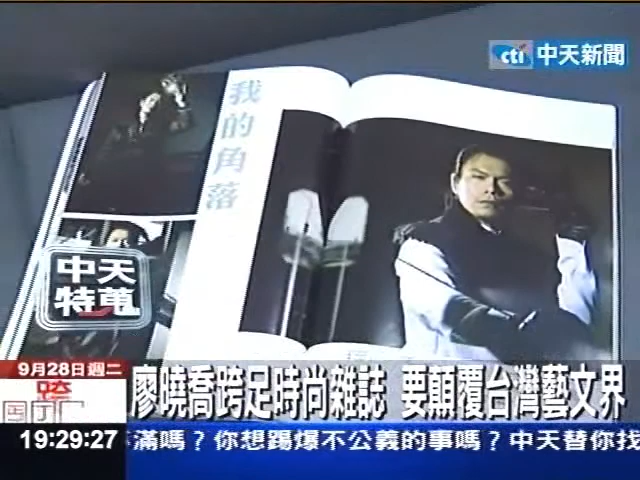 cti 中天新聞
我的角落
中天
特蒐
9月28日週二
廖曉喬跨足時尚雜誌 要顛覆台灣藝文界
19:29:27
滿嗎？你想踢爆不公義的事嗎？中天替你找